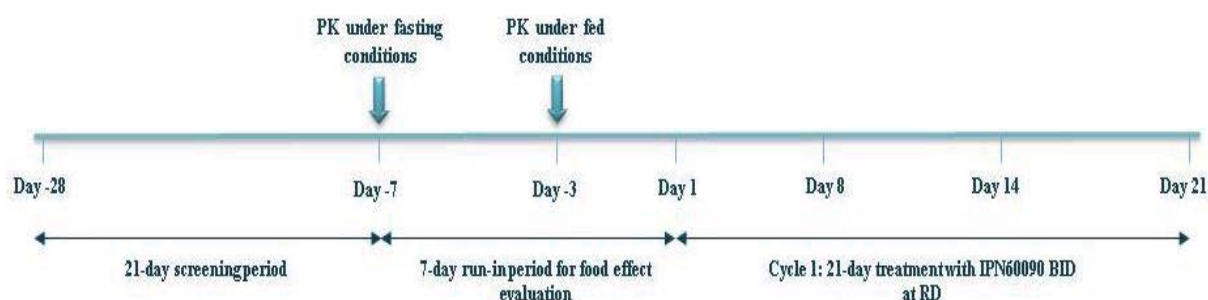 PK under fasting
conditions
PK under fed
conditions
Day -28
Day -7
Day -3
Day 1
Day 8
Day 14
Day 21
21-day screeningperiod
7-day run-inperiod for food effect
evaluation
Cycle 1: 21-day treatment with IPN60090 BID
at RD